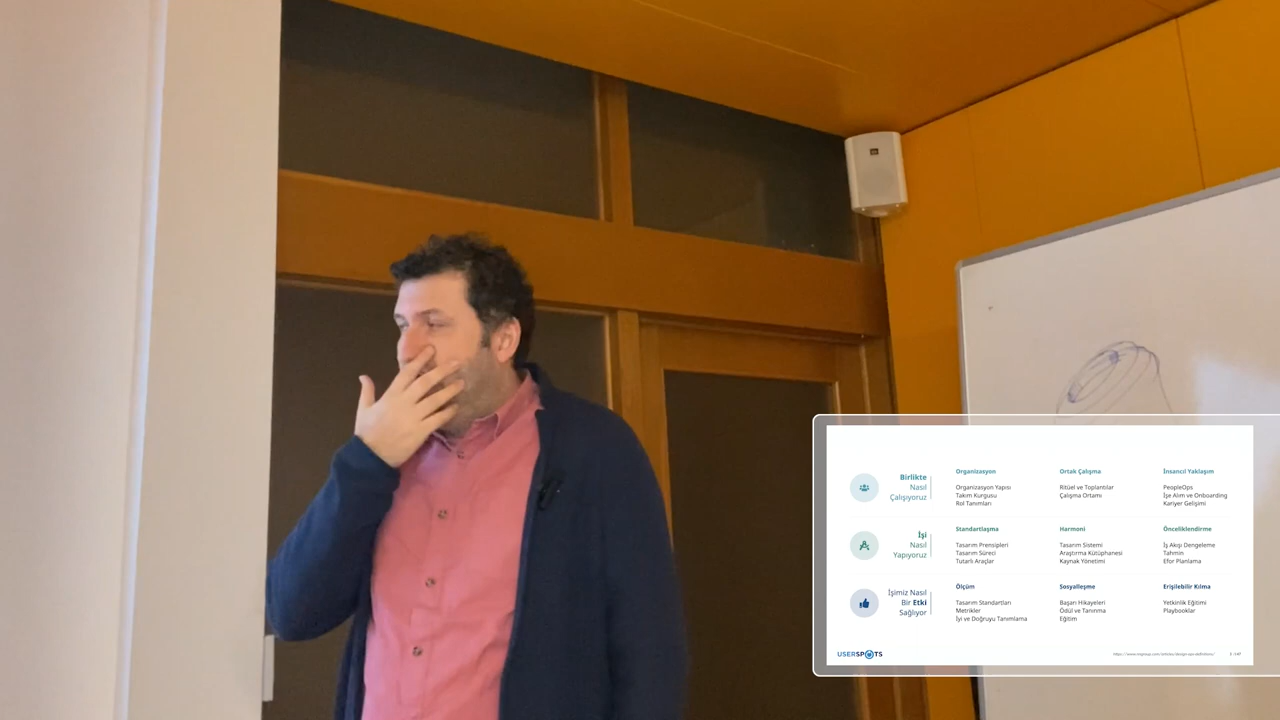 Birlikte
Nasıl
Çalışıyoruz
Organizasyon
Organizasyon Yapısı
Takım Kurgusu
Rol Tanımları
Ortak Çalışma
Ritüel ve Toplantılar
Çalışma Ortamı
İnsancıl Yaklaşım
PeopleOps
İşe Alım ve Onboarding
Kariyer Gelişimi
İşi
Nasıl
Yapıyoruz
Standartlaşma
Tasarım Prensipleri
Tasarım Süreci
Tutarlı Araçlar
Harmoni
Tasarım Sistemi
Araştırma Kütüphanesi
Kaynak Yönetimi
Önceliklendirme
İş Akışı Dengeleme
Tahmin
Efor Planlama
İşimiz Nasıl
Bir Etki
Sağlıyor
Ölçüm
Tasarım Standartları
Metrikler
İyi ve Doğruyu Tanımlama
Sosyalleşme
Başarı Hikayeleri
Ödül ve Tanınma
Eğitim
Erişilebilir Kılma
Yetkinlik Eğitimi
Playbooklar
USERSPOTS